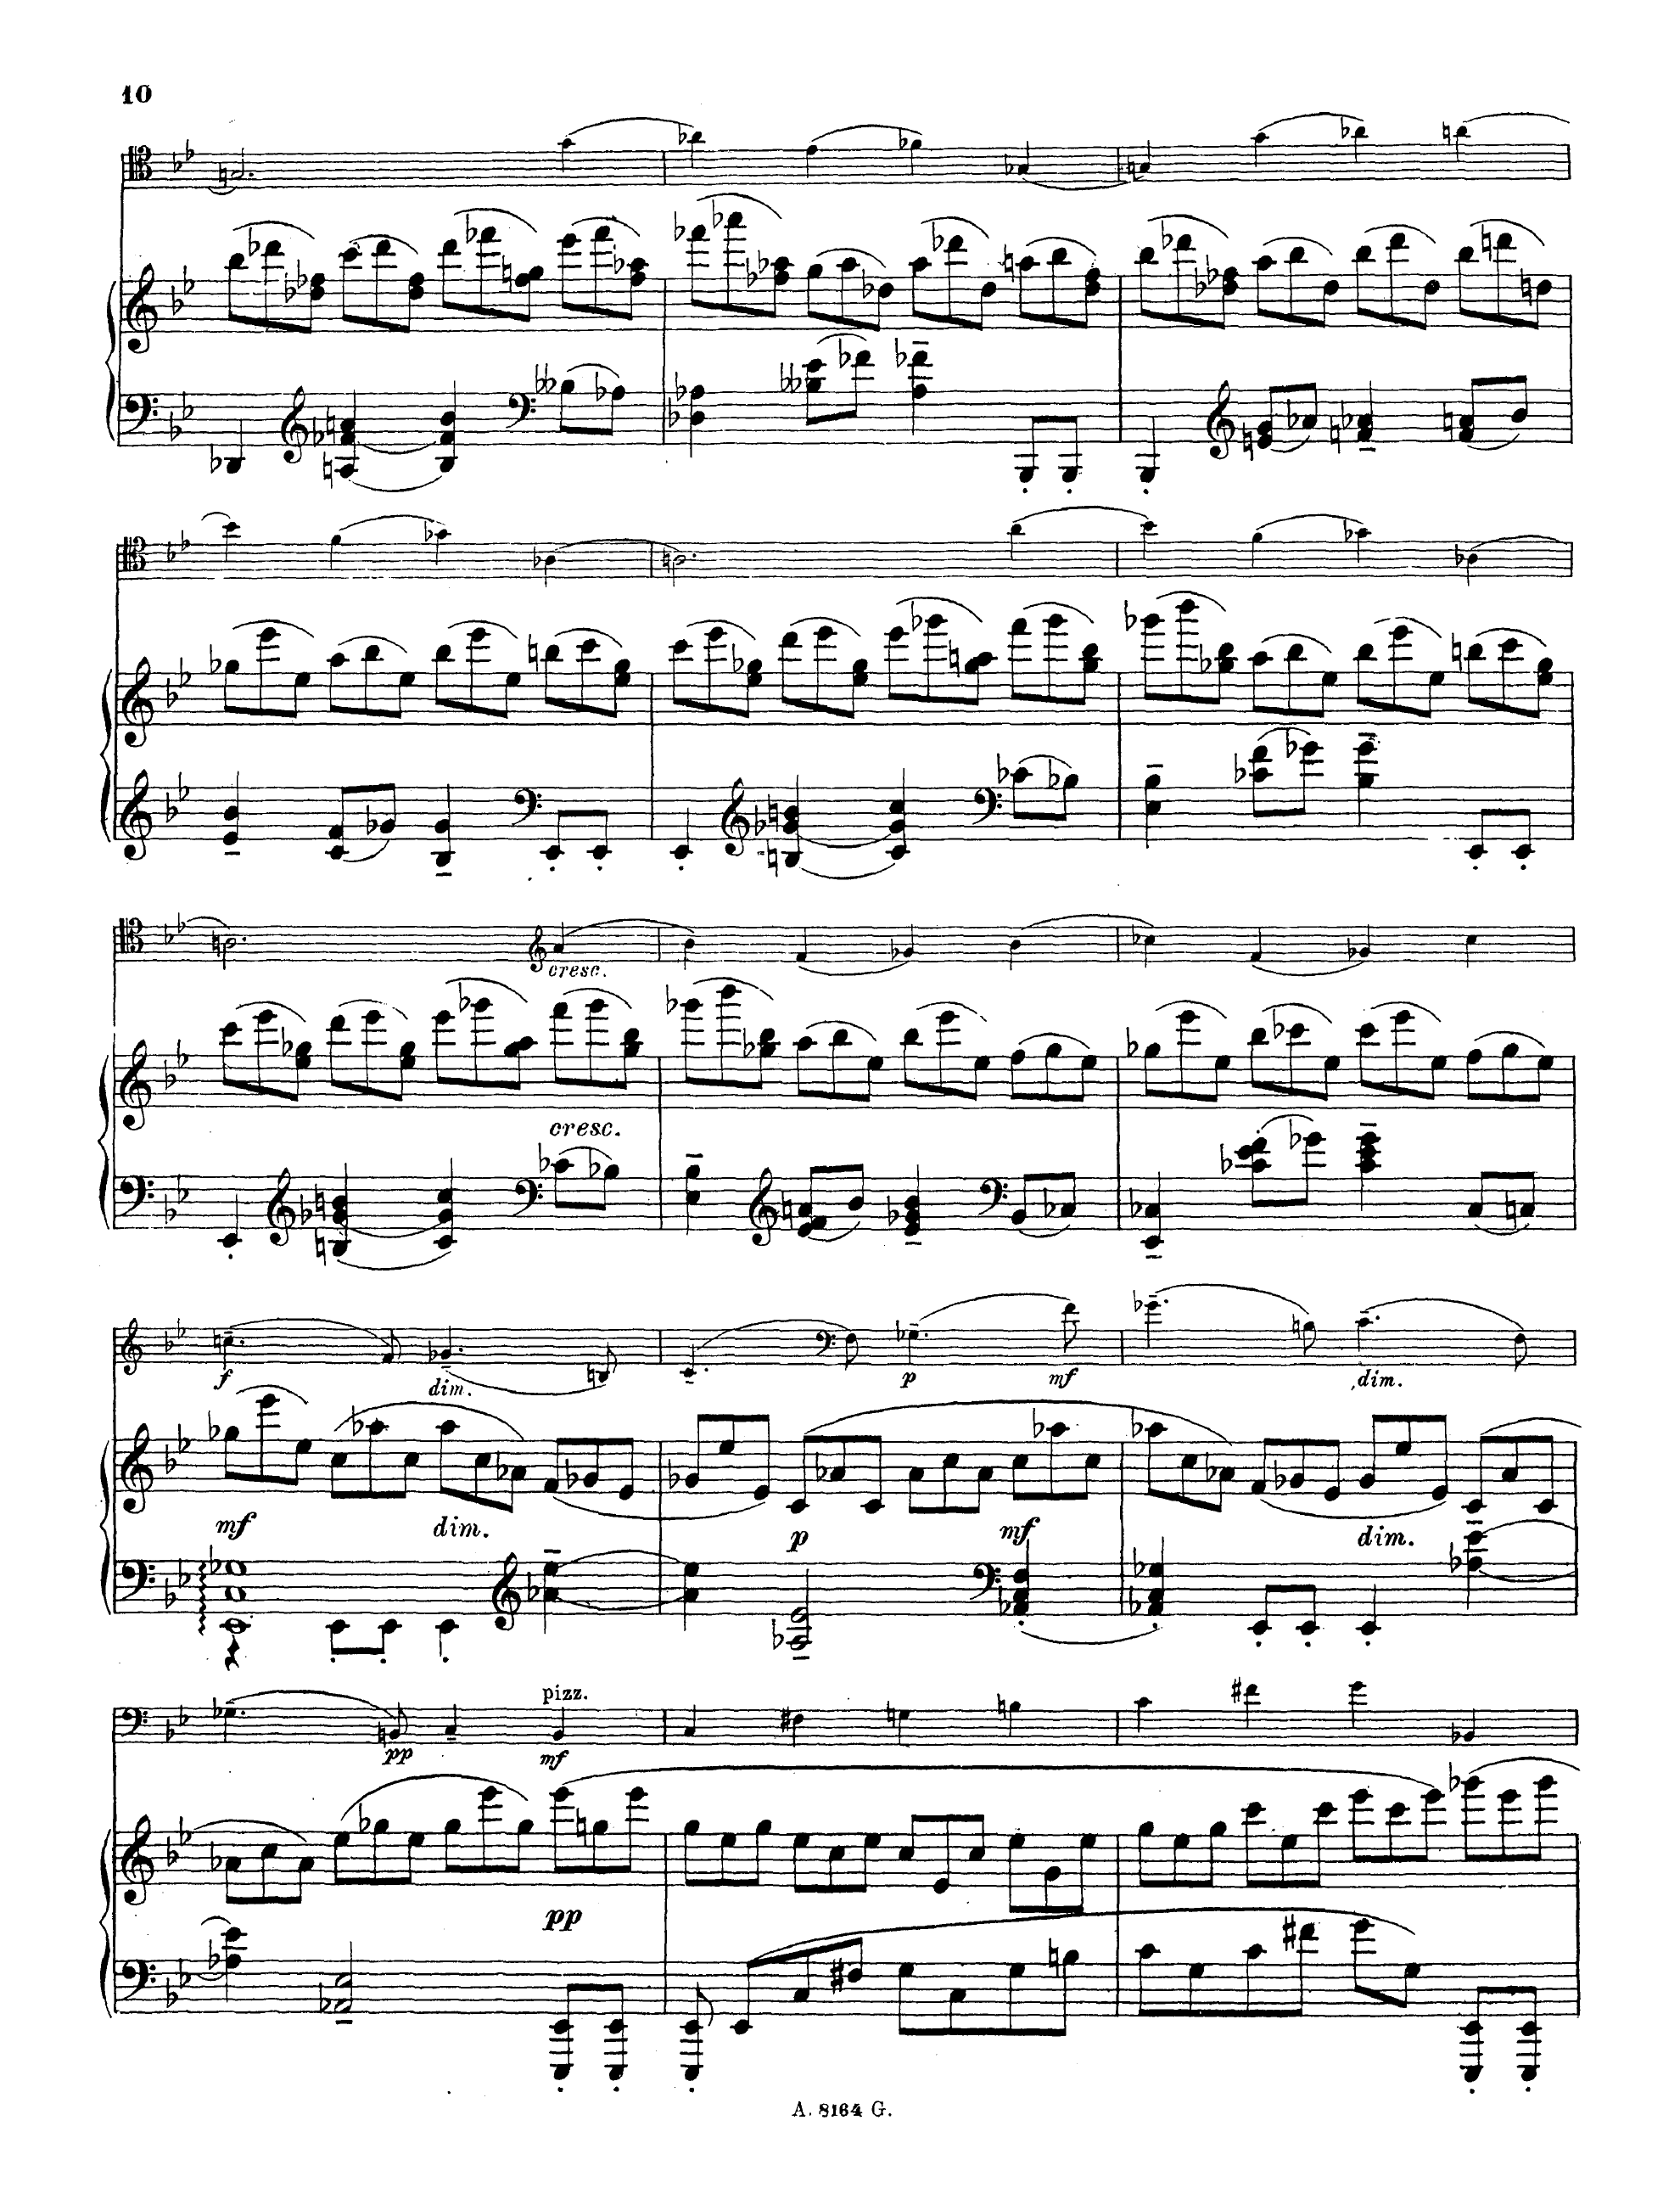 10
cresc.
cresc.
f
dim.
p
mf
dim.
mf
dim.
p
mf
dim.
pizz.
pp
mf
pp
A. 8164 G.